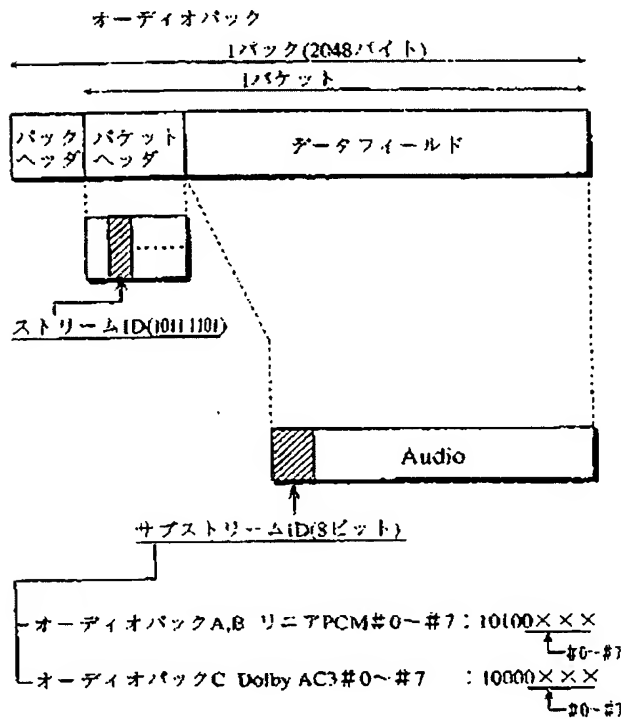 オーディオパック
1パック(2048バイト)
1パケット
パック
ヘッダ
パケット
ヘッダ
データフィールド
ストリームID(1011 1101)
Audio
サブストリームID(8ビット)
オーディオパックA,B リニアPCM#0~#7:10100×××
#0~#7
オーディオパックC Dolby AC3#0~#7 :10000×××
#0~#7